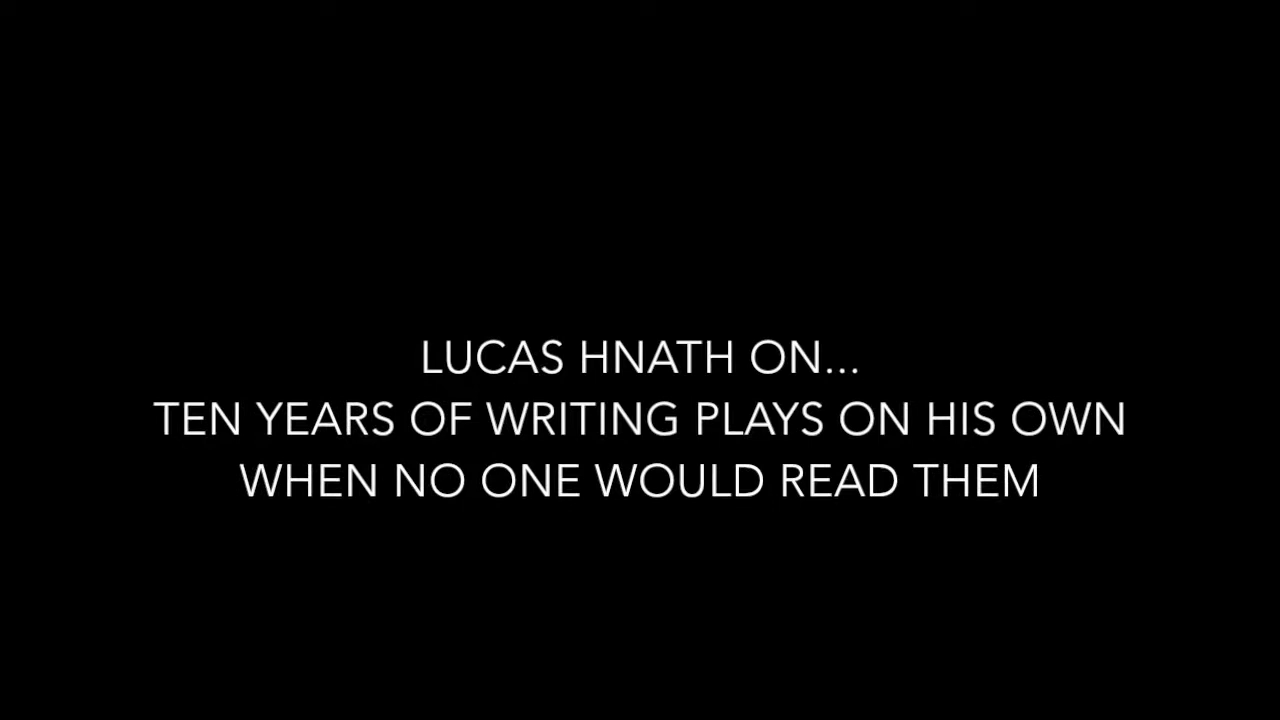 LUCAS HNATH ON...
TEN YEARS OF WRITING PLAYS ON HIS OWN
WHEN NO ONE WOULD READ THEM